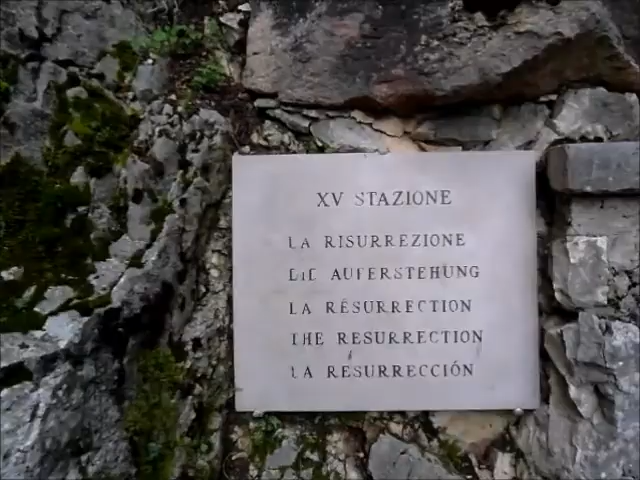 XV STAZIONE
LA RISURREZIONE
DIE AUFERSTEHUNG
LA RÉSURRECTION
THE RESURRECTION
LA RESURRECCIÓN